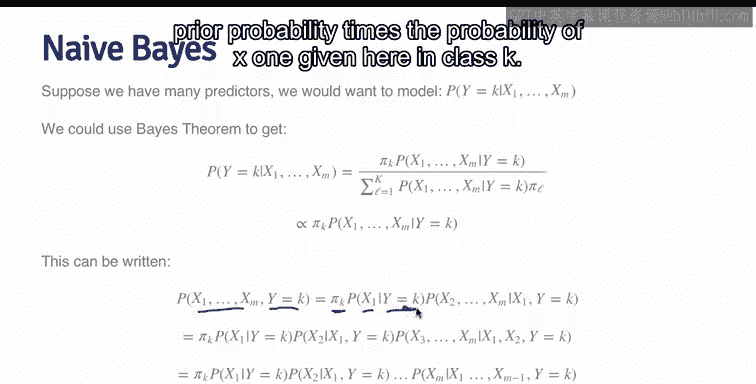 prior probability times the probability of
x one given here in class k.
Naive Bayes
Suppose we have many predictors, we would want to model: P(Y = k|X₁, … , Xₘ)
We could use Bayes Theorem to get:
P(Y = k|X₁, … , Xₘ) = πₖP(X₁, … , Xₘ|Y = k) / ∑ᴷℓ₌₁ P(X₁, … , Xₘ|Y = k)πℓ
∝ πₖP(X₁, … , Xₘ|Y = k)
This can be written:
P(X₁, … , Xₘ, Y = k) = πₖP(X₁|Y = k)P(X₂, … , Xₘ|X₁, Y = k)
= πₖP(X₁|Y = k)P(X₂|X₁, Y = k)P(X₃, … , Xₘ|X₁, X₂, Y = k)
= πₖP(X₁|Y = k)P(X₂|X₁, Y = k) … P(Xₘ|X₁ … , Xₘ₋₁, Y = k)